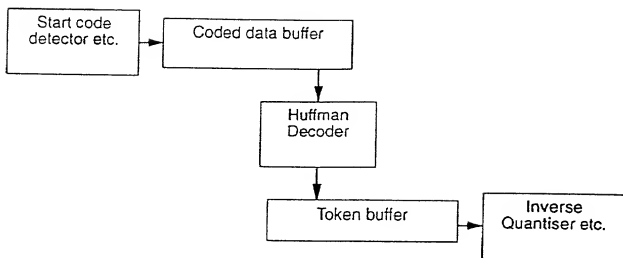 Start code
detector etc.
Coded data buffer
Huffman
Decoder
Token buffer
Inverse
Quantiser etc.